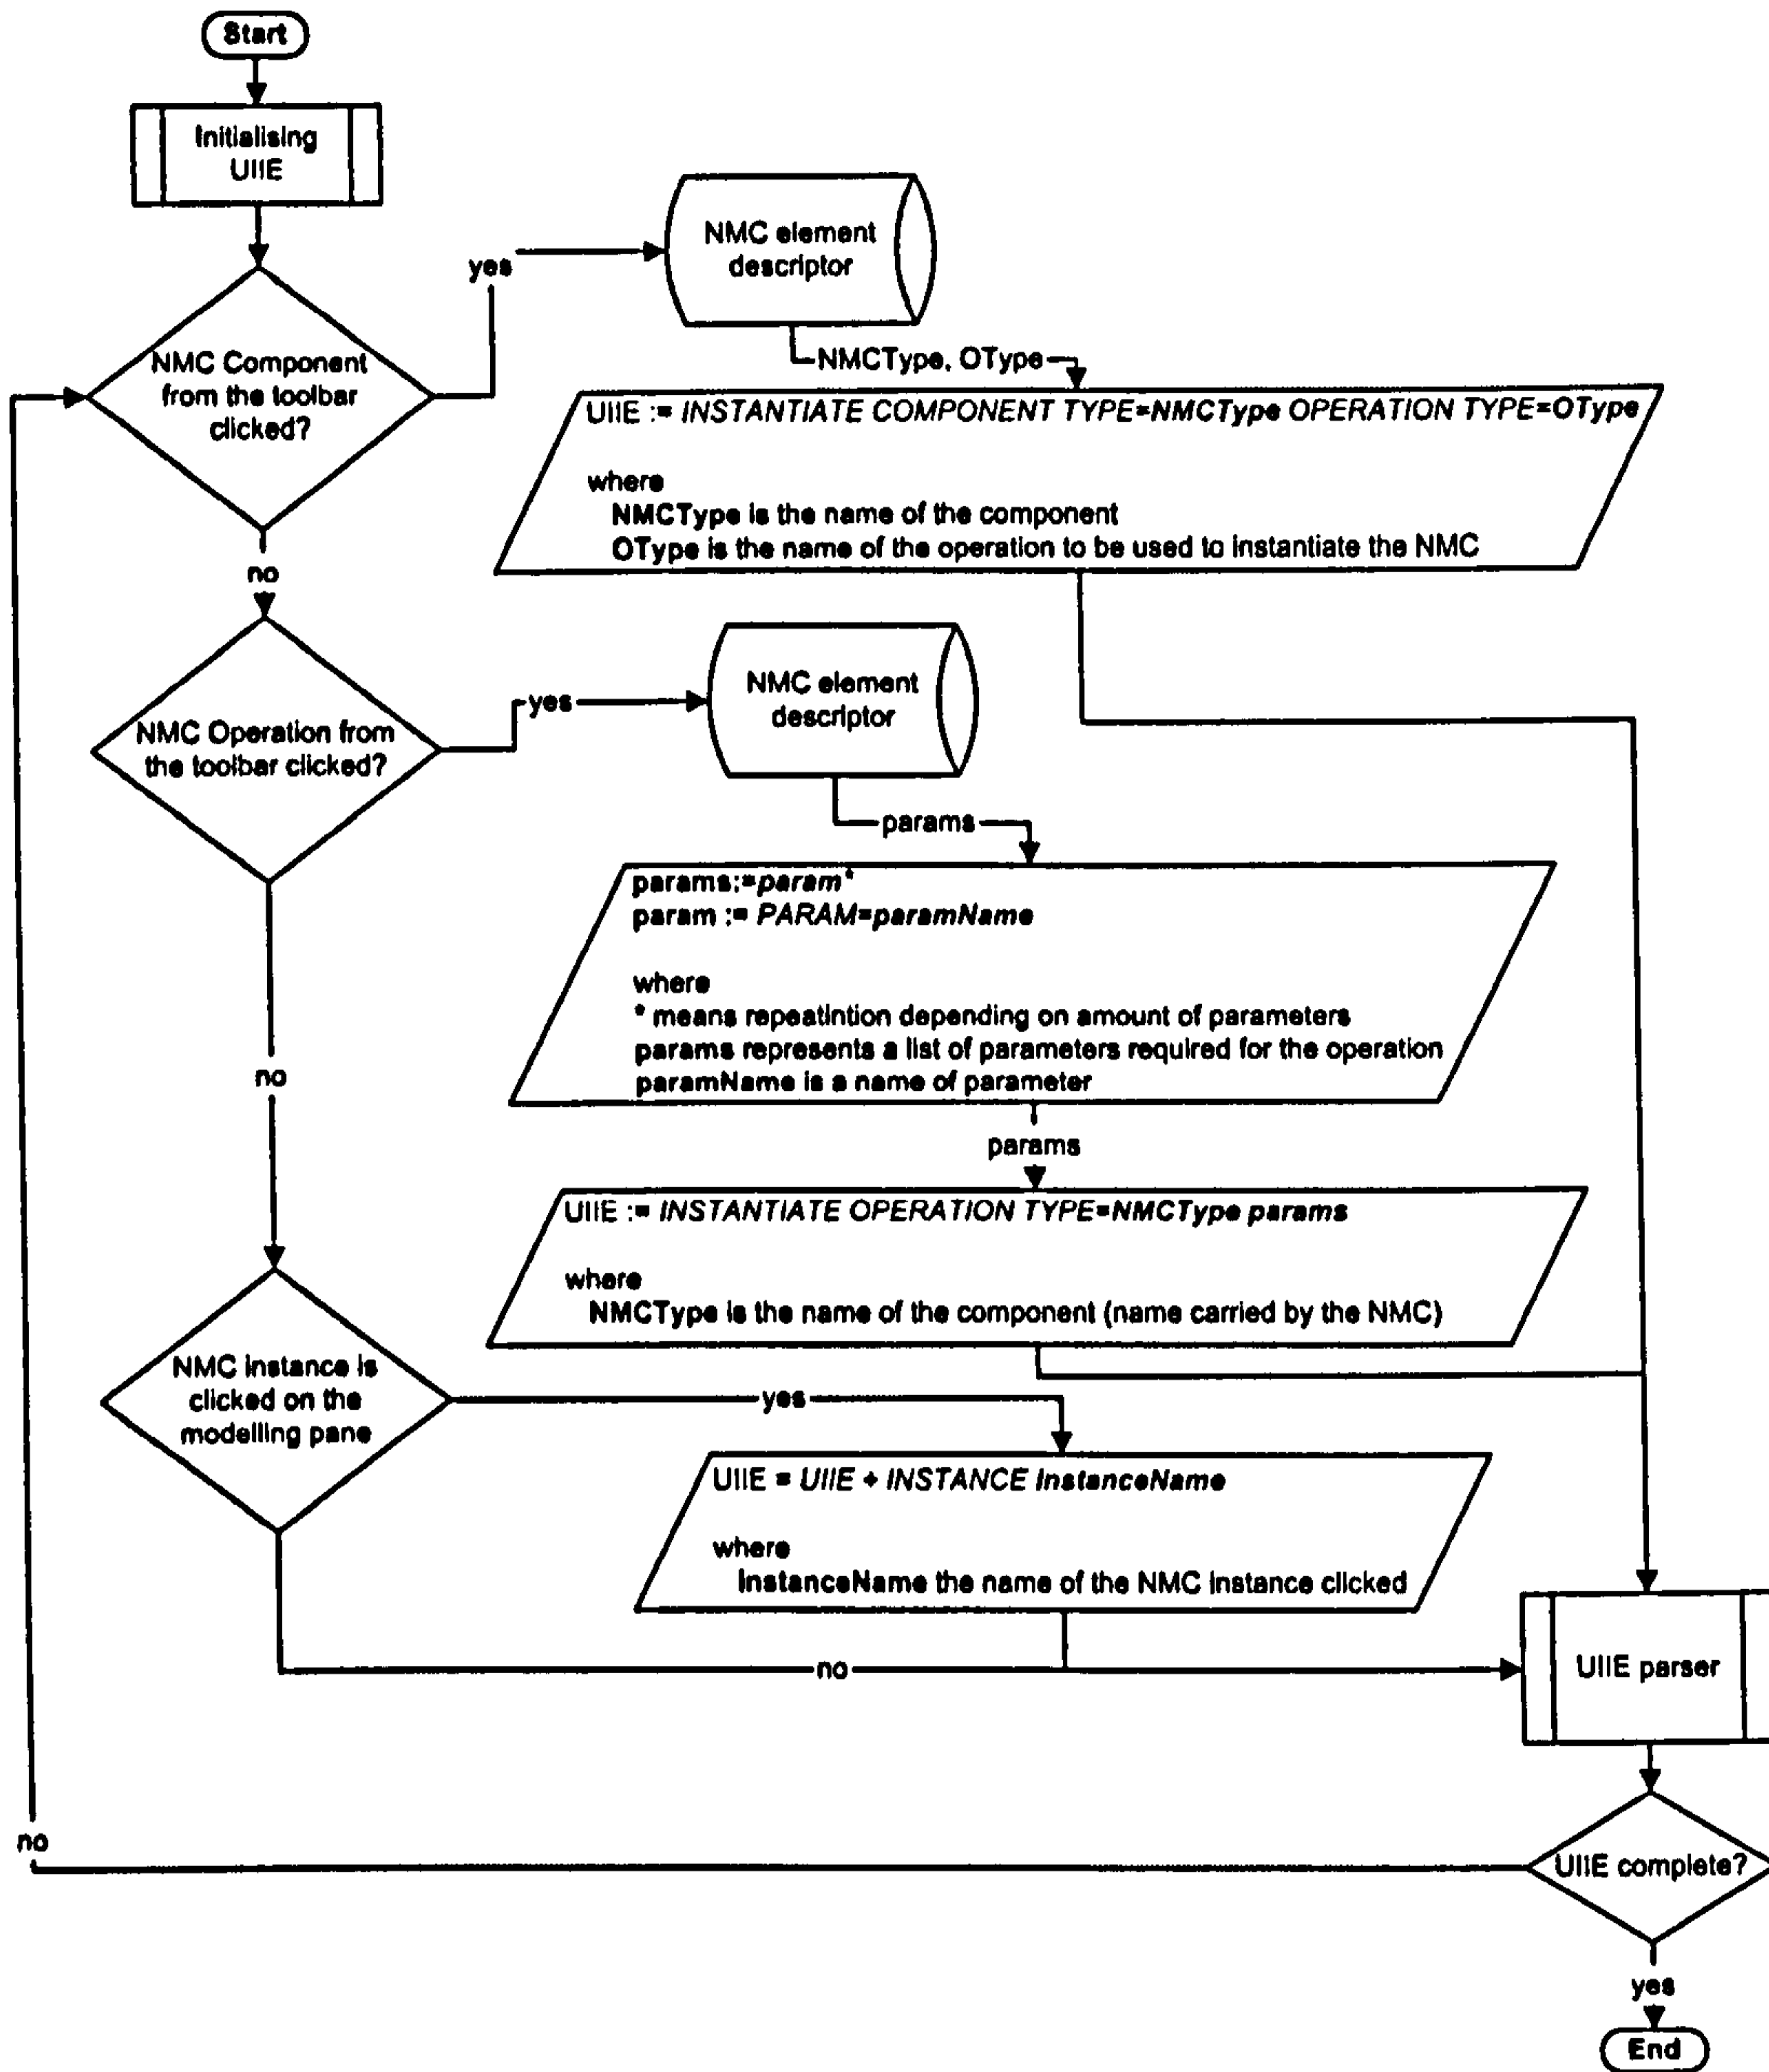 Start
Initialising
UIIE
NMC Component
from the toolbar
clicked?
yes
NMC element
descriptor
NMCType, OType
UIIE := INSTANTIATE COMPONENT TYPE=NMCType OPERATION TYPE=OType
where
NMCType is the name of the component
OType is the name of the operation to be used to instantiate the NMC
no
NMC Operation from
the toolbar clicked?
yes
NMC element
descriptor
params
params:=param*
param := PARAM=paramName
where
* means repeatintion depending on amount of parameters
params represents a list of parameters required for the operation
paramName is a name of parameter
no
params
UIIE := INSTANTIATE OPERATION TYPE=NMCType params
where
NMCType is the name of the component (name carried by the NMC)
NMC instance is
clicked on the
modelling pane
yes
UIIE = UIIE + INSTANCE InstanceName
where
InstanceName the name of the NMC instance clicked
no
UIIE parser
no
UIIE complete?
yes
End